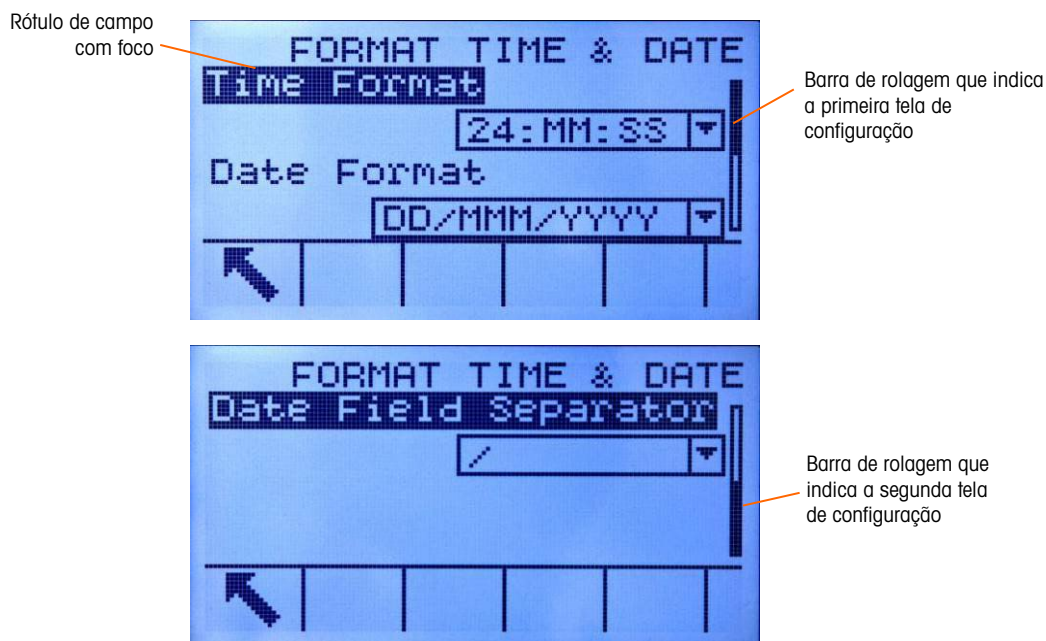 Rótulo de campo
com foco
FORMAT TIME & DATE
Time Format
24:MM:SS
Date Format
DD/MMM/YYYY
Barra de rolagem que indica
a primeira tela de
configuração
FORMAT TIME & DATE
Date Field Separator
/
Barra de rolagem que
indica a segunda tela
de configuração